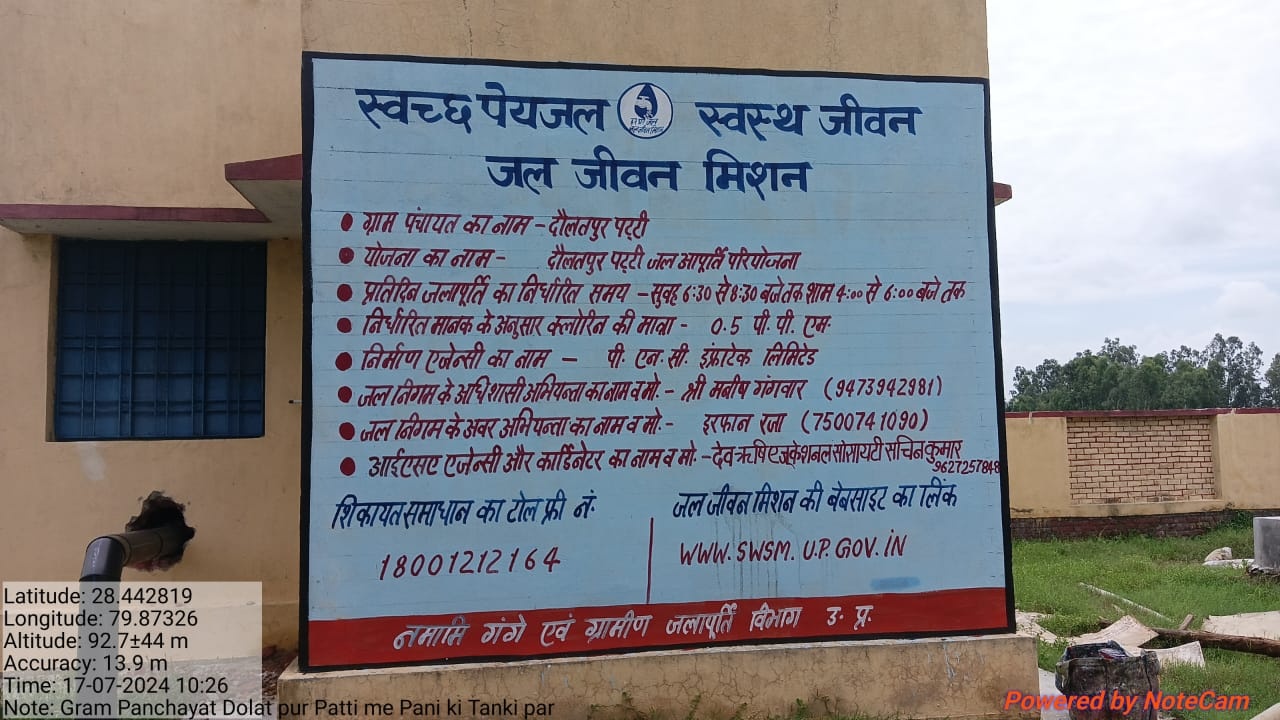 स्वच्छ पेयजल स्वस्थ जीवन
जल जीवन मिशन
ग्राम पंचायत का नाम - दौलतपुर पट्टी
योजना का नाम - दौलतपुर पट्टी जल आपूर्ति परियोजना
प्रतिदिन जलापूर्ति का निर्धारित समय - सुवह 6:30 से 8:30 बजे तक शाम 4:00 से 6:00 बजे तक
निर्धारित मानक के अनुसार क्लोरिन की मात्रा - 0.5 पी. पी. एम.
निर्माण एजेन्सी का नाम - पी. एन. सी. इंफ्राटेक लिमिटेड
जल निगम के अधिशासी अभियन्ता का नाम व मो. - श्री मनीष गंगवार (9473942981)
जल निगम के अवर अभियन्ता का नाम व मो. - इरफान रजा (7500741090)
आईएसए एजेन्सी और कार्डिनेटर का नाम व मो. - देव ऋषि एजूकेशनल सोसायटी सचिन कुमार
9627257848
शिकायत समाधान का टोल फ्री नं.
18001212164
जल जीवन मिशन की बेबसाइट का लिंक
WWW.SWSM.U.P.GOV.iN
नमामि गंगे एवं ग्रामीण जलापूर्ति विभाग उ. प्र.
Latitude: 28.442819
Longitude: 79.87326
Altitude: 92.7±44 m
Accuracy: 13.9 m
Time: 17-07-2024 10:26
Note: Gram Panchayat Dolat pur Patti me Pani ki Tanki par
Powered by NoteCam